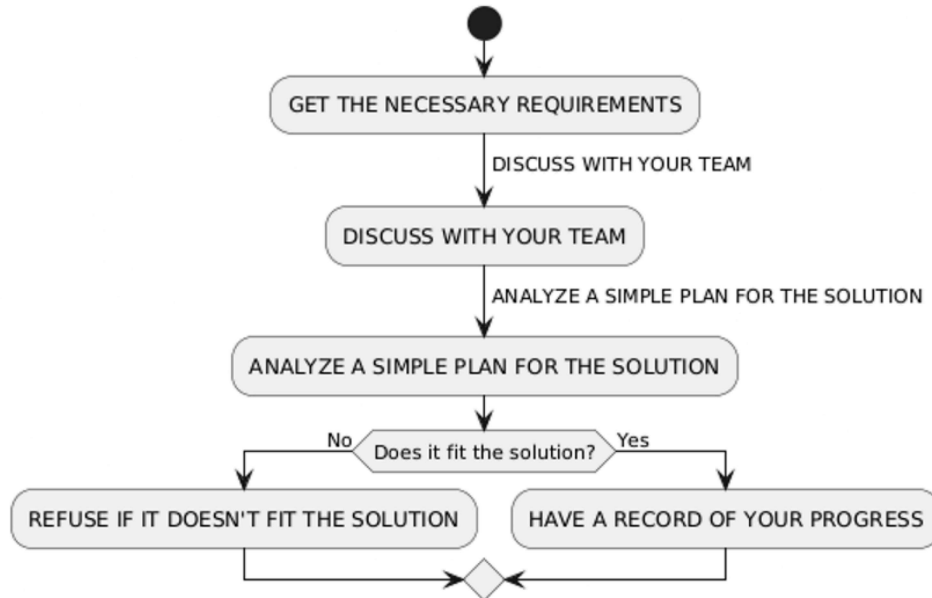 GET THE NECESSARY REQUIREMENTS
DISCUSS WITH YOUR TEAM
DISCUSS WITH YOUR TEAM
ANALYZE A SIMPLE PLAN FOR THE SOLUTION
ANALYZE A SIMPLE PLAN FOR THE SOLUTION
No
Does it fit the solution?
Yes
REFUSE IF IT DOESN'T FIT THE SOLUTION
HAVE A RECORD OF YOUR PROGRESS